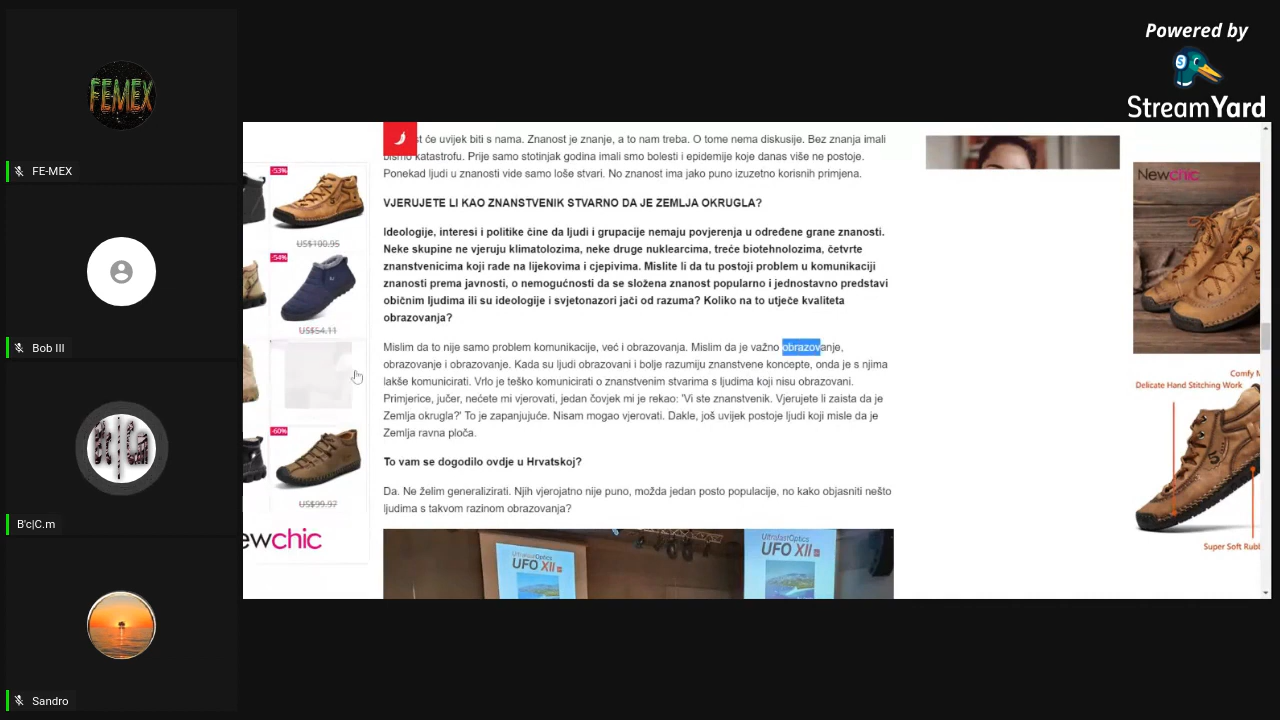 Powered by
StreamYard
FEMEX
FE-MEX
Bob III
B'c|C.m
Sandro
-53%
US$100.95
-54%
US$54.11
-60%
US$99.97
ewchic
st će uvijek biti s nama. Znanost je znanje, a to nam treba. O tome nema diskusije. Bez znanja imali
bismo katastrofu. Prije samo stotinjak godina imali smo bolesti i epidemije koje danas više ne postoje.
Ponekad ljudi u znanosti vide samo loše stvari. No znanost ima jako puno izuzetno korisnih primjena.
VJERUJETE LI KAO ZNANSTVENIK STVARNO DA JE ZEMLJA OKRUGLA?
Ideologije, interesi i politike čine da ljudi i grupacije nemaju povjerenja u određene grane znanosti.
Neke skupine ne vjeruju klimatolozima, neke druge nuklearcima, treće biotehnolozima, četvrte
znanstvenicima koji rade na lijekovima i cjepivima. Mislite li da tu postoji problem u komunikaciji
znanosti prema javnosti, o nemogućnosti da se složena znanost popularno i jednostavno predstavi
običnim ljudima ili su ideologije i svjetonazori jači od razuma? Koliko na to utječe kvaliteta
obrazovanja?
Mislim da to nije samo problem komunikacije, već i obrazovanja. Mislim da je važno obrazovanje,
obrazovanje i obrazovanje. Kada su ljudi obrazovani i bolje razumiju znanstvene koncepte, onda je s njima
lakše komunicirati. Vrlo je teško komunicirati o znanstvenim stvarima s ljudima koji nisu obrazovani.
Primjerice, jučer, nećete mi vjerovati, jedan čovjek mi je rekao: 'Vi ste znanstvenik. Vjerujete li zaista da je
Zemlja okrugla?' To je zapanjujuće. Nisam mogao vjerovati. Dakle, još uvijek postoje ljudi koji misle da je
Zemlja ravna ploča.
To vam se dogodilo ovdje u Hrvatskoj?
Da. Ne želim generalizirati. Njih vjerojatno nije puno, možda jedan posto populacije, no kako objasniti nešto
ljudima s takvom razinom obrazovanja?
UltrafastOptics
UFO XII
UltrafastOptics
UFO XII
Newchic
Comfy
Delicate Hand Stitching Work
Super Soft Rubb